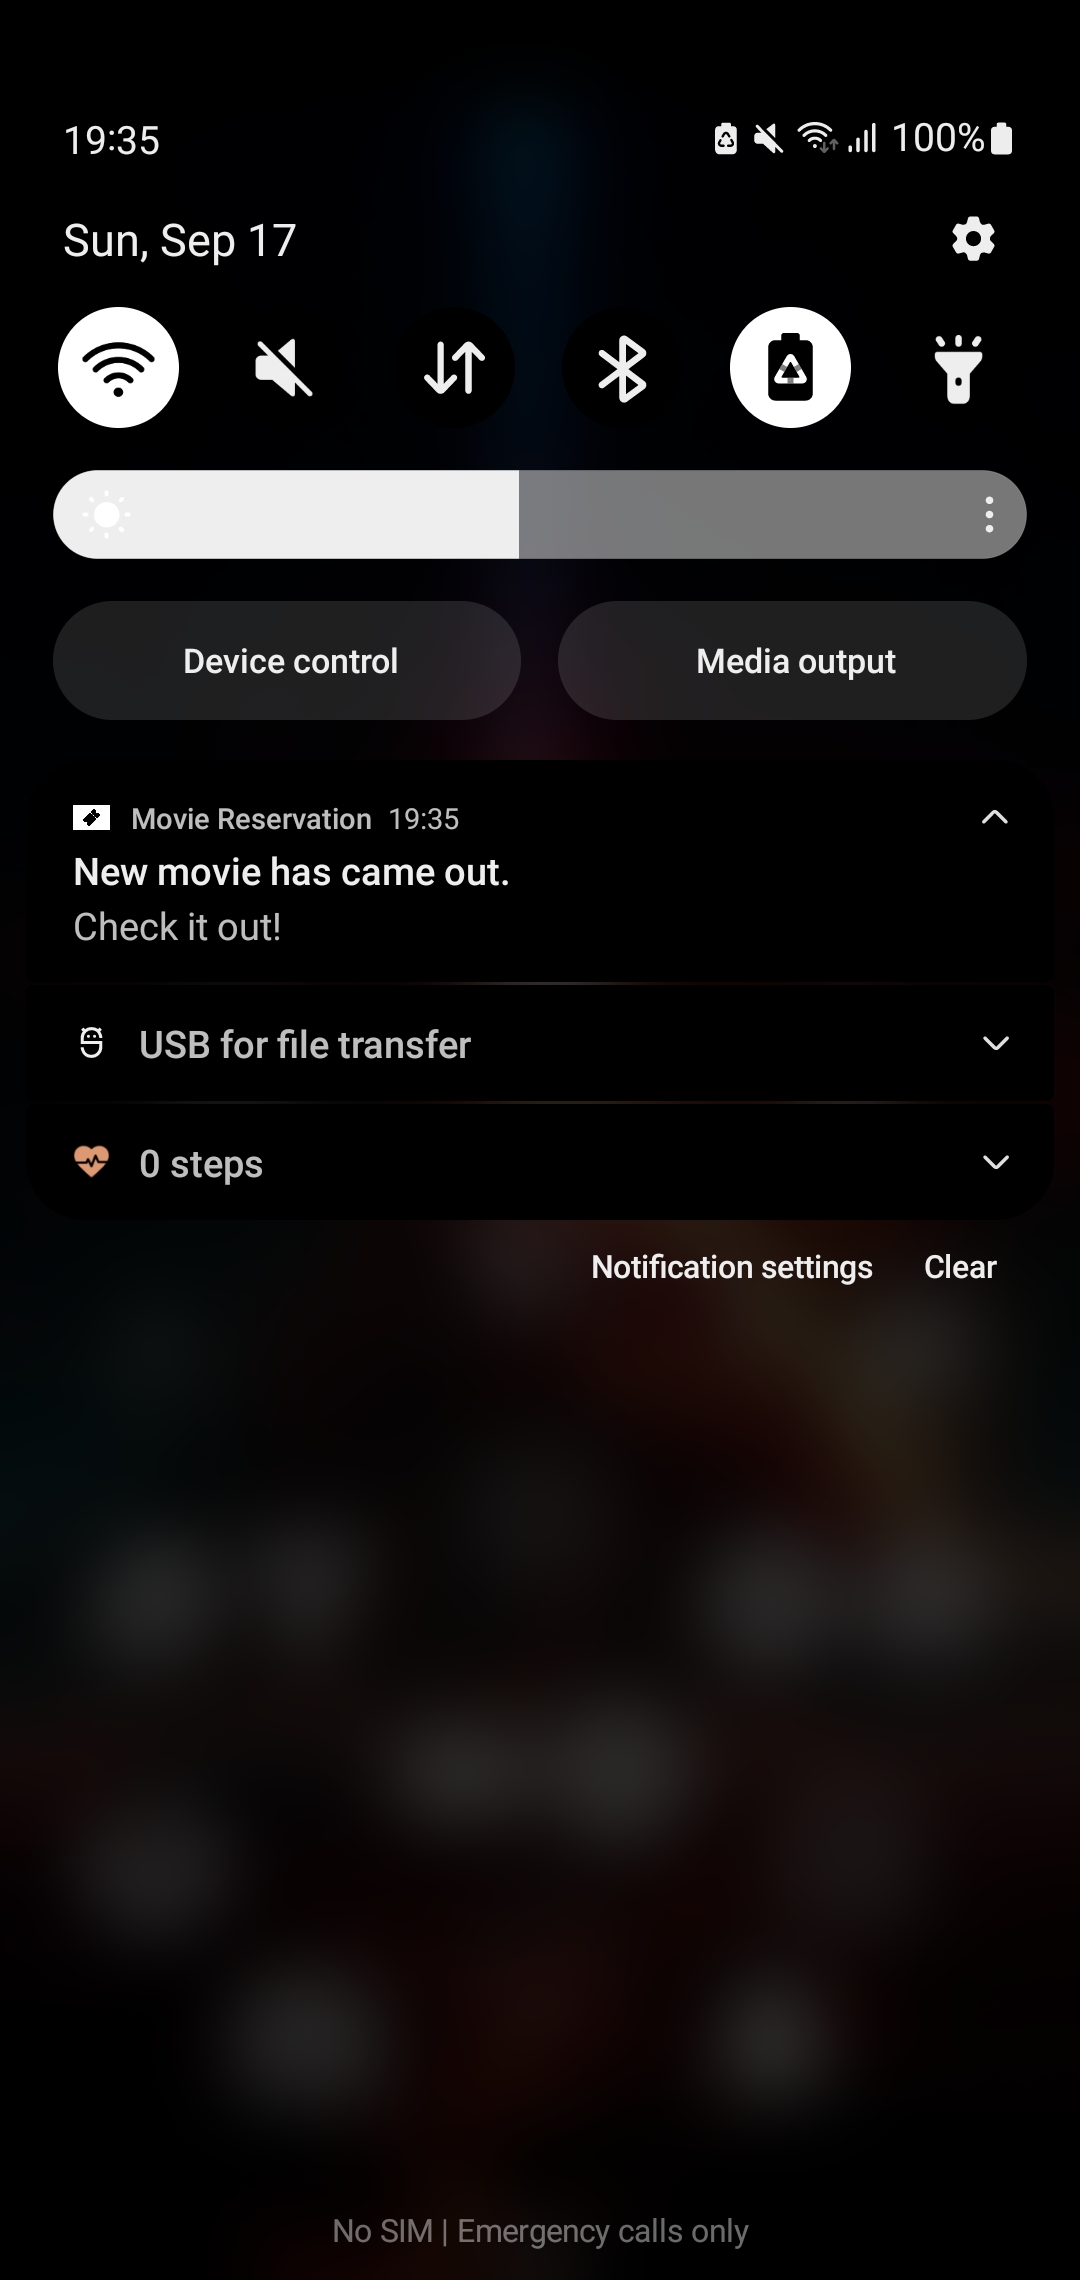 19:35
100%
Sun, Sep 17
Device control
Media output
Movie Reservation 19:35
New movie has came out.
Check it out!
USB for file transfer
0 steps
Notification settings
Clear
No SIM | Emergency calls only